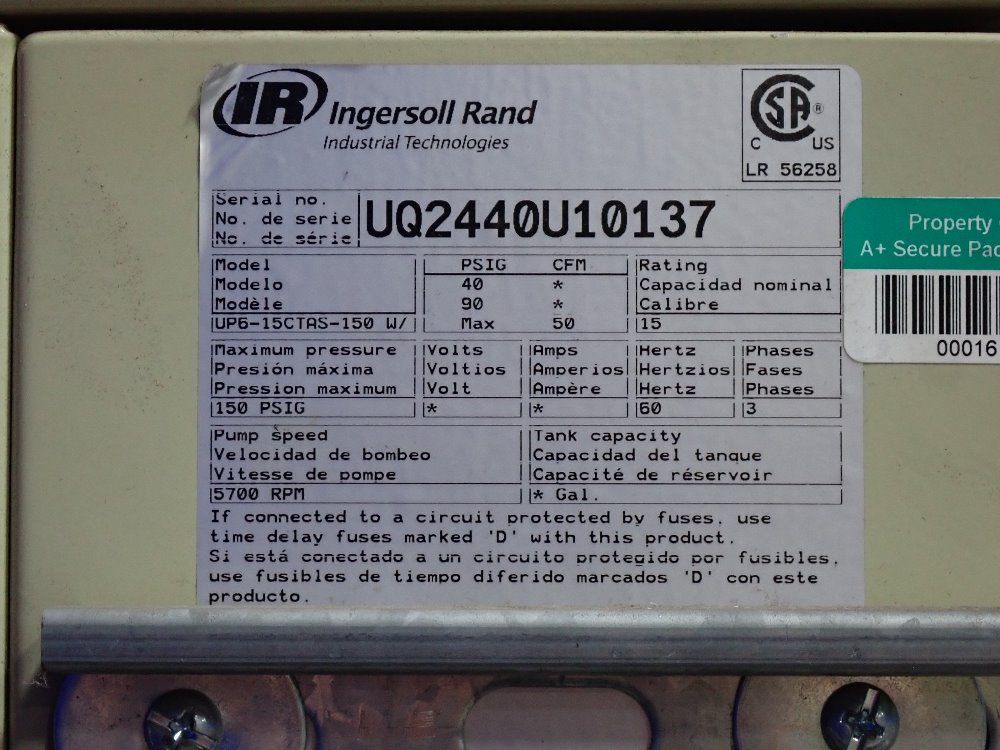 IR Ingersoll Rand
Industrial Technologies
CSA ®
C US
LR 56258
Serial no.
No. de serie
No. de série
UQ2440U10137
Model
Modelo
Modèle
UP6-15CTAS-150 W/
PSIG CFM
40 *
90 *
Max 50
Rating
Capacidad nominal
Calibre
15
Maximum pressure
Presión máxima
Pression maximum
150 PSIG
Volts
Voltios
Volt
*
Amps
Amperios
Ampère
*
Hertz
Hertzios
Hertz
60
Phases
Fases
Phases
3
Pump speed
Velocidad de bombeo
Vitesse de pompe
5700 RPM
Tank capacity
Capacidad del tanque
Capacité de réservoir
* Gal.
If connected to a circuit protected by fuses, use
time delay fuses marked 'D' with this product.
Si está conectado a un circuito protegido por fusibles,
use fusibles de tiempo diferido marcados 'D' con este
producto.
Property
A+ Secure Pac
00016